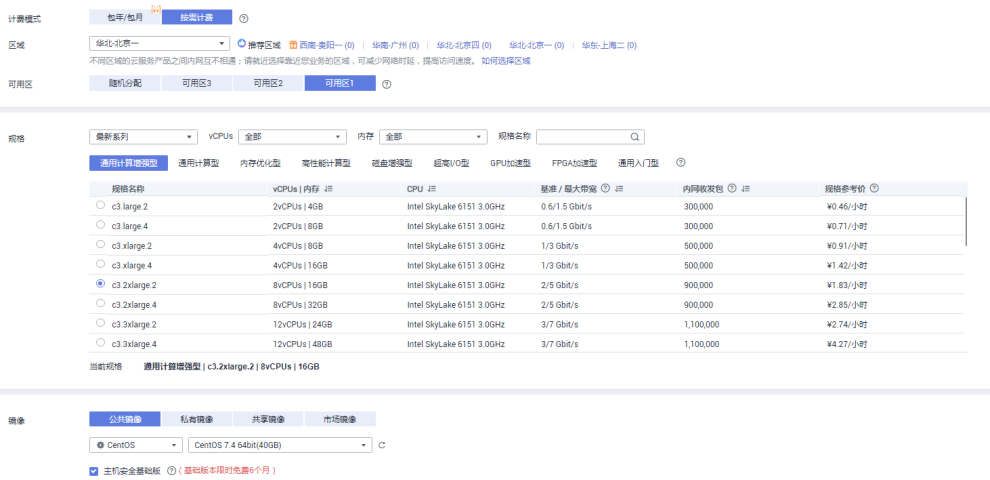 计费模式 包年/包月 按需计费
区域 华北-北京一 推荐区域 西南-贵阳一 (0) 华南-广州 (0) 华北-北京四 (0) 华北-北京一 (0) 华东-上海二 (0)
不同区域的云服务产品之间内网互不相通；请就近选择靠近您业务的区域，可减少网络时延，提高访问速度。 如何选择区域
可用区 随机分配 可用区3 可用区2 可用区1
规格 最新系列 vCPUs 全部 内存 全部 规格名称
通用计算增强型 通用计算型 内存优化型 高性能计算型 磁盘增强型 超高I/O型 GPU加速型 FPGA加速型 通用入门型
规格名称 vCPUs | 内存 CPU 基准 / 最大带宽 内网收发包 规格参考价
c3.large.2 2vCPUs | 4GB Intel SkyLake 6151 3.0GHz 0.6/1.5 Gbit/s 300,000 ¥0.46/小时
c3.large.4 2vCPUs | 8GB Intel SkyLake 6151 3.0GHz 0.6/1.5 Gbit/s 300,000 ¥0.71/小时
c3.xlarge.2 4vCPUs | 8GB Intel SkyLake 6151 3.0GHz 1/3 Gbit/s 500,000 ¥0.91/小时
c3.xlarge.4 4vCPUs | 16GB Intel SkyLake 6151 3.0GHz 1/3 Gbit/s 500,000 ¥1.42/小时
c3.2xlarge.2 8vCPUs | 16GB Intel SkyLake 6151 3.0GHz 2/5 Gbit/s 900,000 ¥1.83/小时
c3.2xlarge.4 8vCPUs | 32GB Intel SkyLake 6151 3.0GHz 2/5 Gbit/s 900,000 ¥2.85/小时
c3.3xlarge.2 12vCPUs | 24GB Intel SkyLake 6151 3.0GHz 3/7 Gbit/s 1,100,000 ¥2.74/小时
c3.3xlarge.4 12vCPUs | 48GB Intel SkyLake 6151 3.0GHz 3/7 Gbit/s 1,100,000 ¥4.27/小时
当前规格 通用计算增强型 | c3.2xlarge.2 | 8vCPUs | 16GB
镜像 公共镜像 私有镜像 共享镜像 市场镜像
CentOS CentOS 7.4 64bit(40GB)
主机安全基础版 （基础版本限时免费6个月）